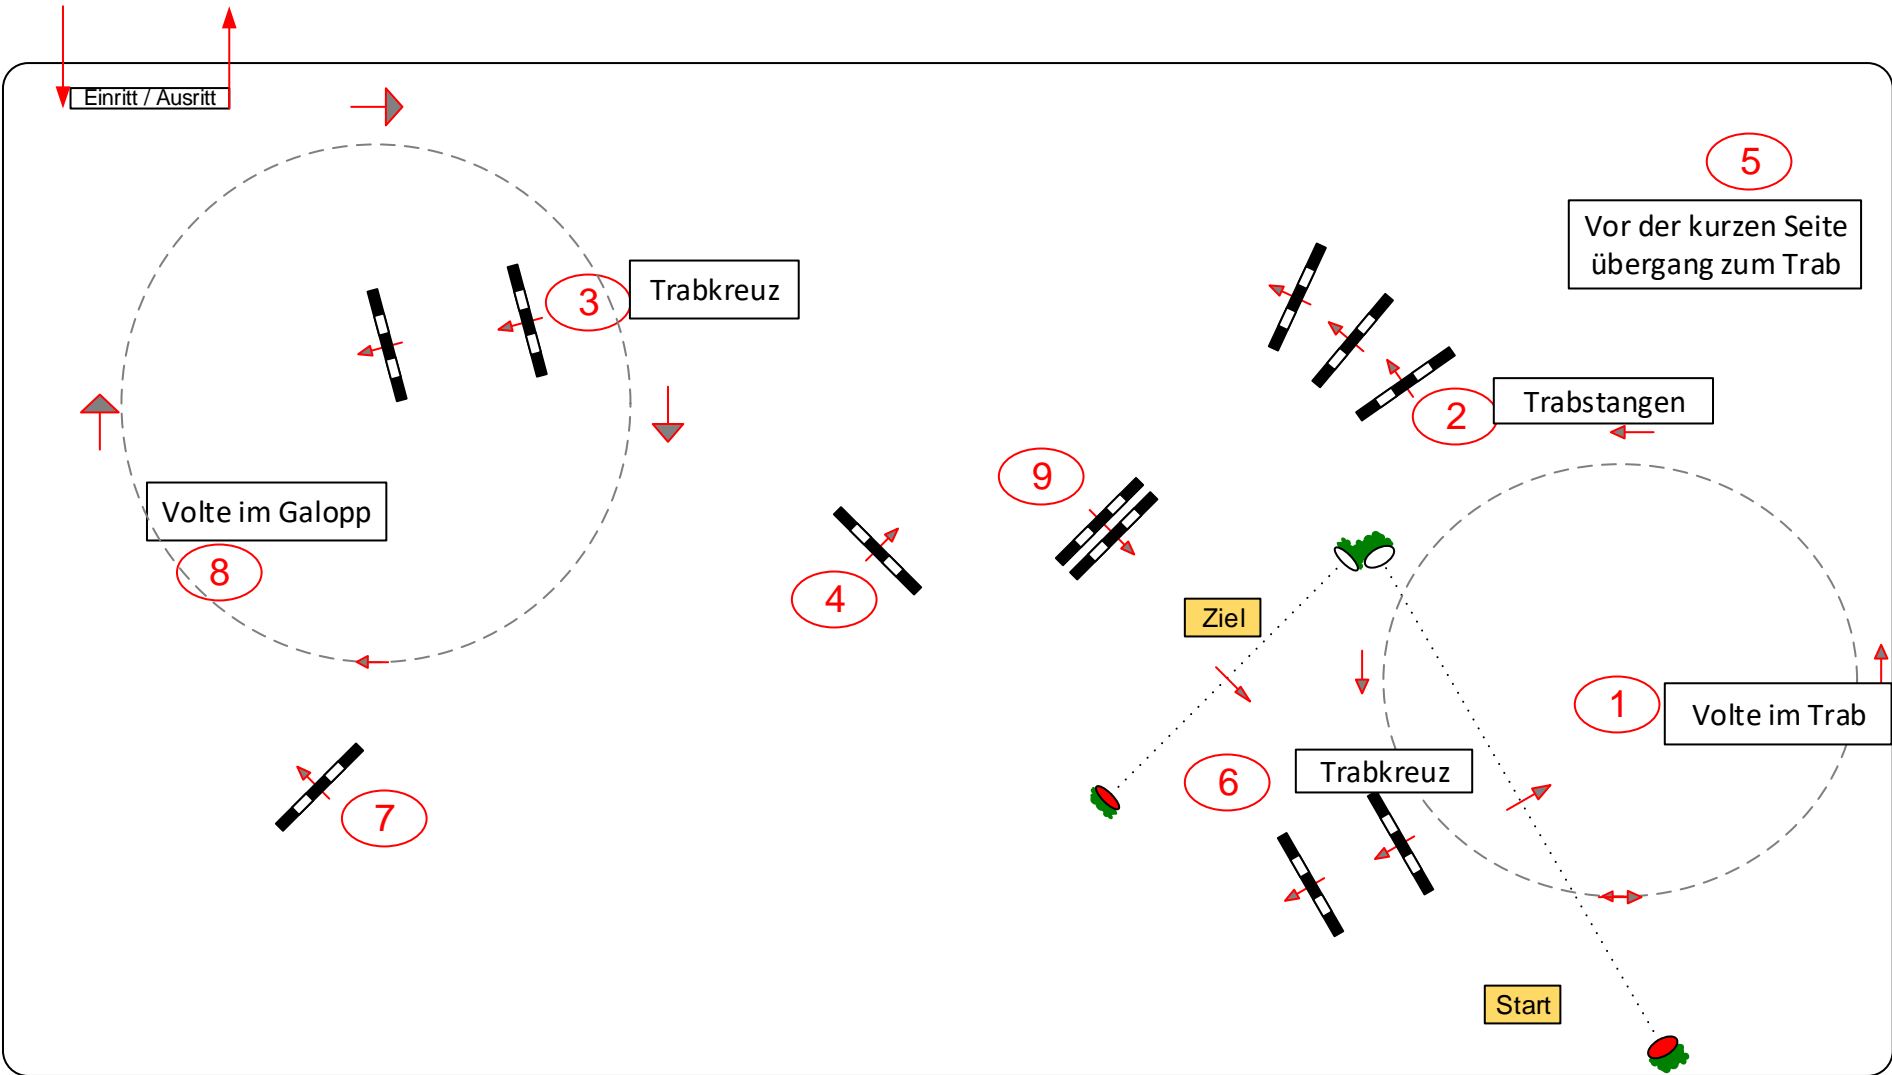 Einritt / Ausritt
5
Vor der kurzen Seite
übergang zum Trab
3
Trabkreuz
2
Trabstangen
9
Volte im Galopp
8
4
Ziel
1
Volte im Trab
6
Trabkreuz
7
Start